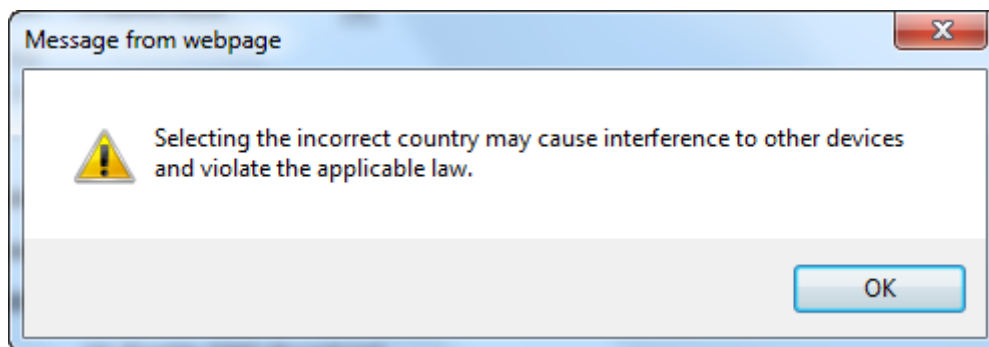 Message from webpage
Selecting the incorrect country may cause interference to other devices
and violate the applicable law.
OK